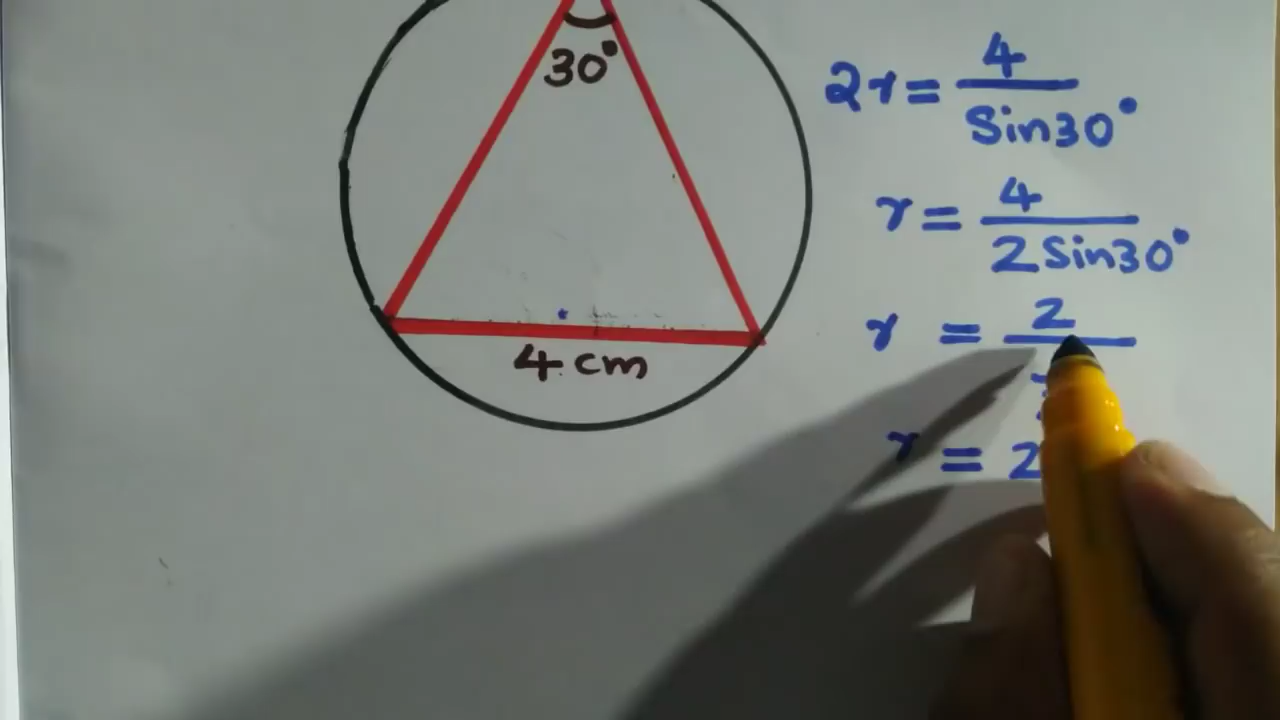 30°
4 cm
2r = 4 / Sin30°
r = 4 / 2Sin30°
r = 2 /
r = 2